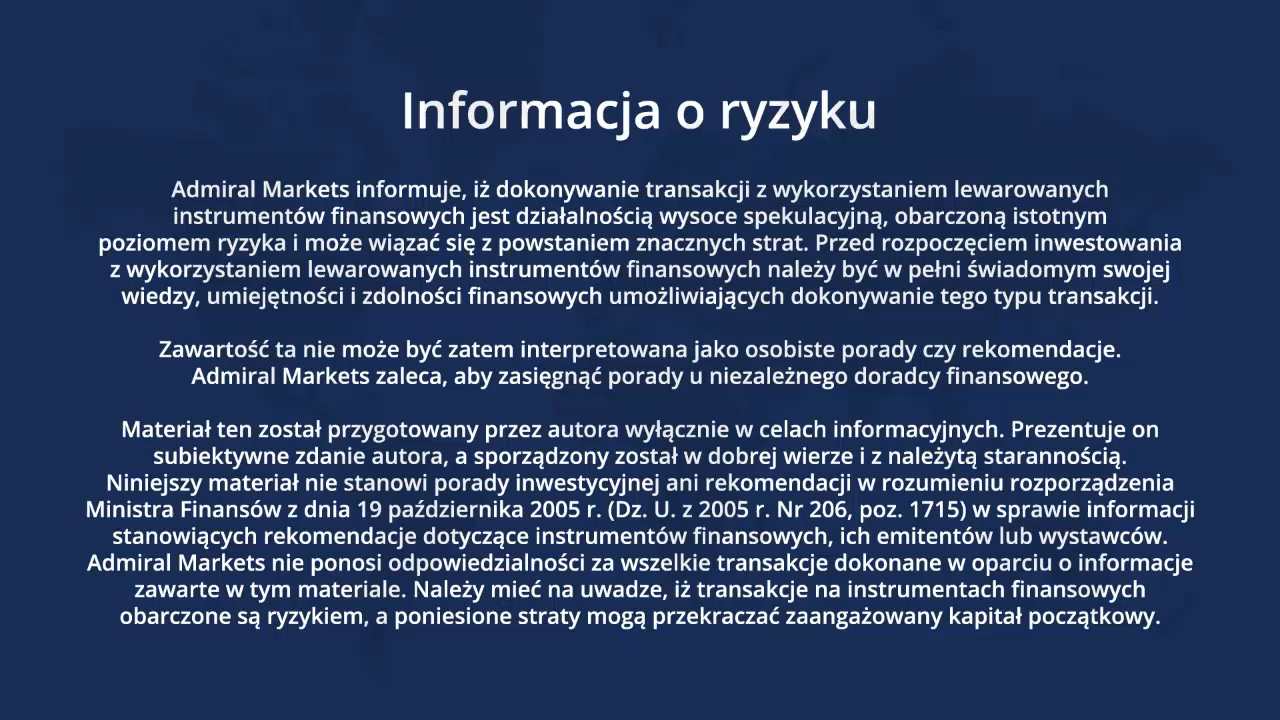 Informacja o ryzyku
Admiral Markets informuje, iż dokonywanie transakcji z wykorzystaniem lewarowanych
instrumentów finansowych jest działalnością wysoce spekulacyjną, obarczoną istotnym
poziomem ryzyka i może wiązać się z powstaniem znacznych strat. Przed rozpoczęciem inwestowania
z wykorzystaniem lewarowanych instrumentów finansowych należy być w pełni świadomym swojej
wiedzy, umiejętności i zdolności finansowych umożliwiających dokonywanie tego typu transakcji.
Zawartość ta nie może być zatem interpretowana jako osobiste porady czy rekomendacje.
Admiral Markets zaleca, aby zasięgnąć porady u niezależnego doradcy finansowego.
Materiał ten został przygotowany przez autora wyłącznie w celach informacyjnych. Prezentuje on
subiektywne zdanie autora, a sporządzony został w dobrej wierze i z należytą starannością.
Niniejszy materiał nie stanowi porady inwestycyjnej ani rekomendacji w rozumieniu rozporządzenia
Ministra Finansów z dnia 19 października 2005 r. (Dz. U. z 2005 r. Nr 206, poz. 1715) w sprawie informacji
stanowiących rekomendacje dotyczące instrumentów finansowych, ich emitentów lub wystawców.
Admiral Markets nie ponosi odpowiedzialności za wszelkie transakcje dokonane w oparciu o informacje
zawarte w tym materiale. Należy mieć na uwadze, iż transakcje na instrumentach finansowych
obarczone są ryzykiem, a poniesione straty mogą przekraczać zaangażowany kapitał początkowy.